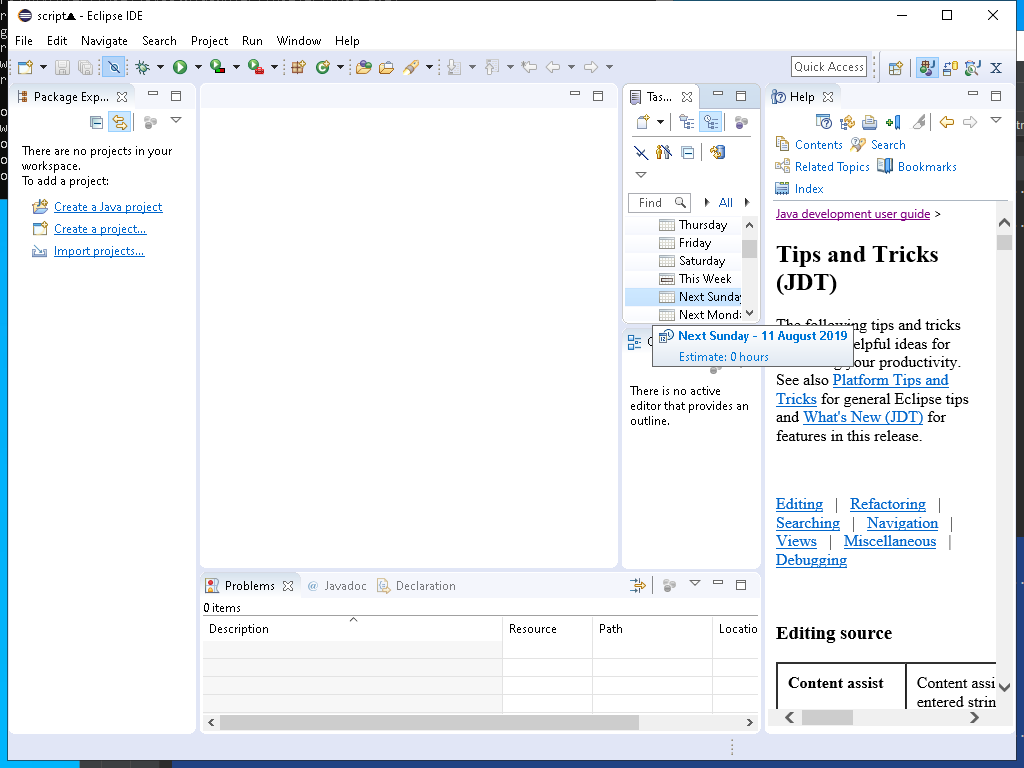 script▲ - Eclipse IDE
File Edit Navigate Search Project Run Window Help
Quick Access
Package Exp...
There are no projects in your
workspace.
To add a project:
Create a Java project
Create a project...
Import projects...
Tas...
Find
All
Thursday
Friday
Saturday
This Week
Next Sunday
Next Mond
Next Sunday - 11 August 2019
Estimate: 0 hours
There is no active
editor that provides an
outline.
Help
Contents Search
Related Topics Bookmarks
Index
Java development user guide >
Tips and Tricks
(JDT)
The following tips and tricks
elpful ideas for
your productivity.
See also Platform Tips and
Tricks for general Eclipse tips
and What's New (JDT) for
features in this release.
Editing | Refactoring |
Searching | Navigation |
Views | Miscellaneous |
Debugging
Editing source
Content assist
Content assi
entered strin
Problems @ Javadoc Declaration
0 items
Description Resource Path Locatio